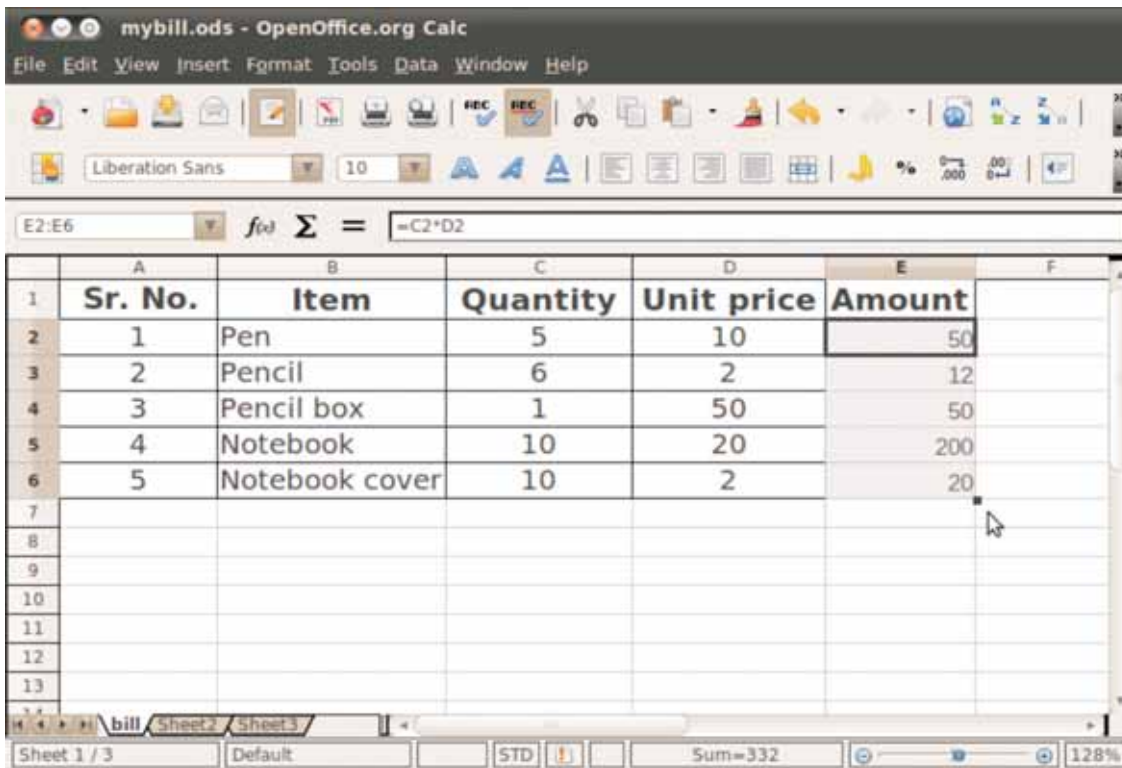 mybill.ods - OpenOffice.org Calc
File Edit View Insert Format Tools Data Window Help
Liberation Sans 10
E2:E6 f(x) Σ = =C2*D2
A B C D E F
1 Sr. No. Item Quantity Unit price Amount
2 1 Pen 5 10 50
3 2 Pencil 6 2 12
4 3 Pencil box 1 50 50
5 4 Notebook 10 20 200
6 5 Notebook cover 10 2 20
7
8
9
10
11
12
13
bill Sheet2 Sheet3
Sheet 1 / 3 Default STD Sum=332 128%